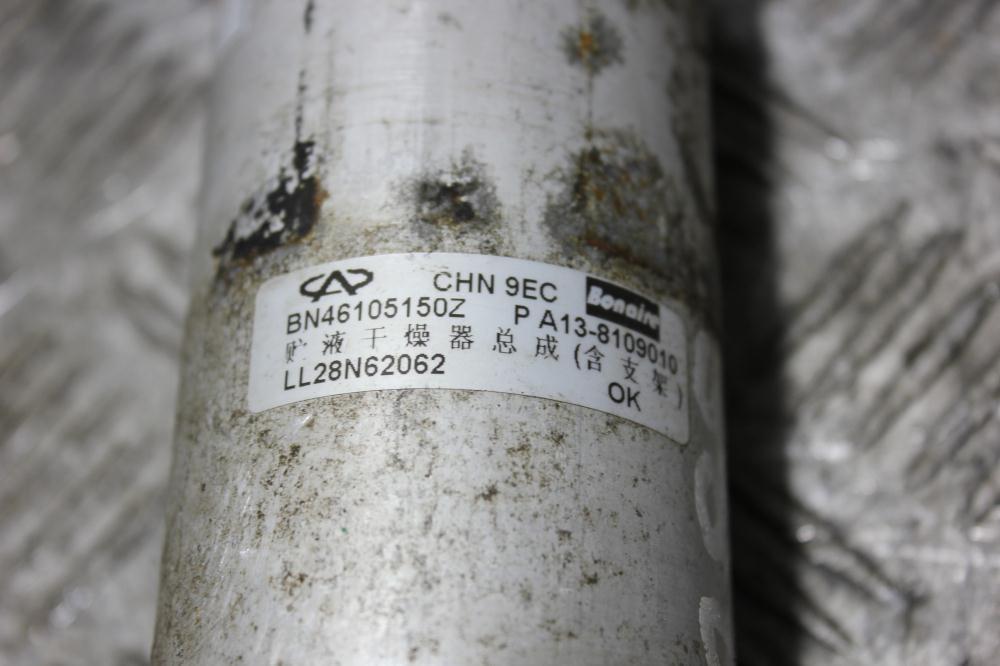 CHN 9EC Bonaire
BN46105150Z P A13-8109010
贮液干燥器总成(含支架)
LL28N62062 OK